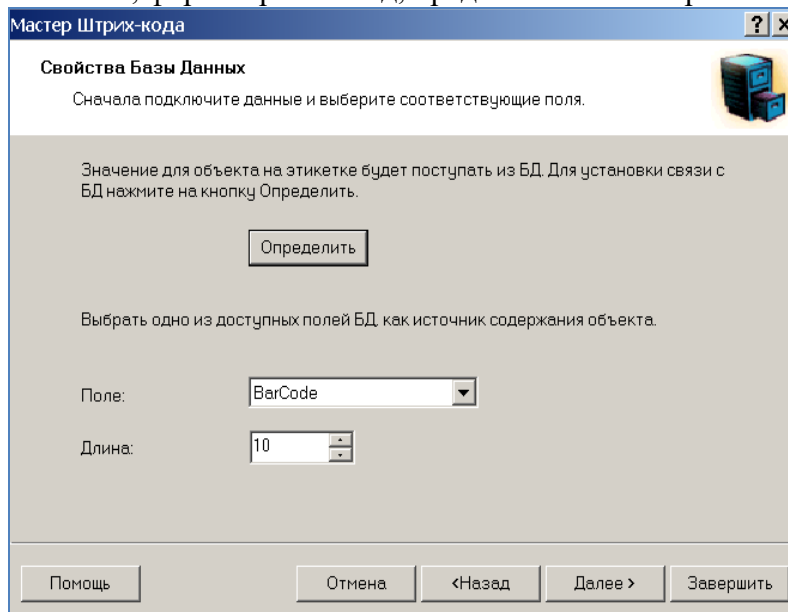 Мастер Штрих-кода
Свойства Базы Данных
Сначала подключите данные и выберите соответствующие поля.
Значение для объекта на этикетке будет поступать из БД. Для установки связи с
БД нажмите на кнопку Определить.
Определить
Выбрать одно из доступных полей БД, как источник содержания объекта.
Поле: BarCode
Длина: 10
Помощь Отмена <Назад Далее > Завершить